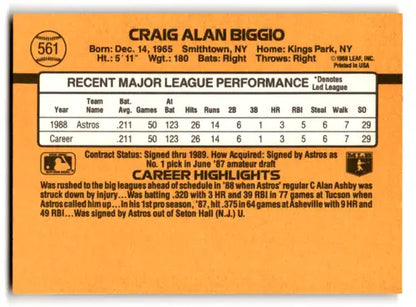 561
CRAIG ALAN BIGGIO
Born: Dec. 14, 1965 Smithtown, NY Home: Kings Park, NY
Ht.: 5'11" Wgt.: 180 Bats: Right Throws: Right
©1988 LEAF, INC.
Printed in USA
RECENT MAJOR LEAGUE PERFORMANCE
*Denotes
Led League
Year Team Name Bat. Avg. Games At Bat Hits Runs 2B 3B HR RBI Steal Walk SO
1988 Astros .211 50 123 26 14 6 1 3 5 6 7 29
Career .211 50 123 26 14 6 1 3 5 6 7 29
Contract Status: Signed thru 1989. How Acquired: Signed by Astros as
No. 1 pick in June '87 amateur draft
CAREER HIGHLIGHTS
Was rushed to the big leagues ahead of schedule in '88 when Astros' regular C Alan Ashby was
struck down by injury...Was batting .320 with 3 HR and 39 RBI in 77 games at Tucson when
Astros called him up...In his 1st pro season, '87, hit .375 in 64 games at Asheville with 9 HR and
49 RBI...Was signed by Astros out of Seton Hall (N.J.) U.